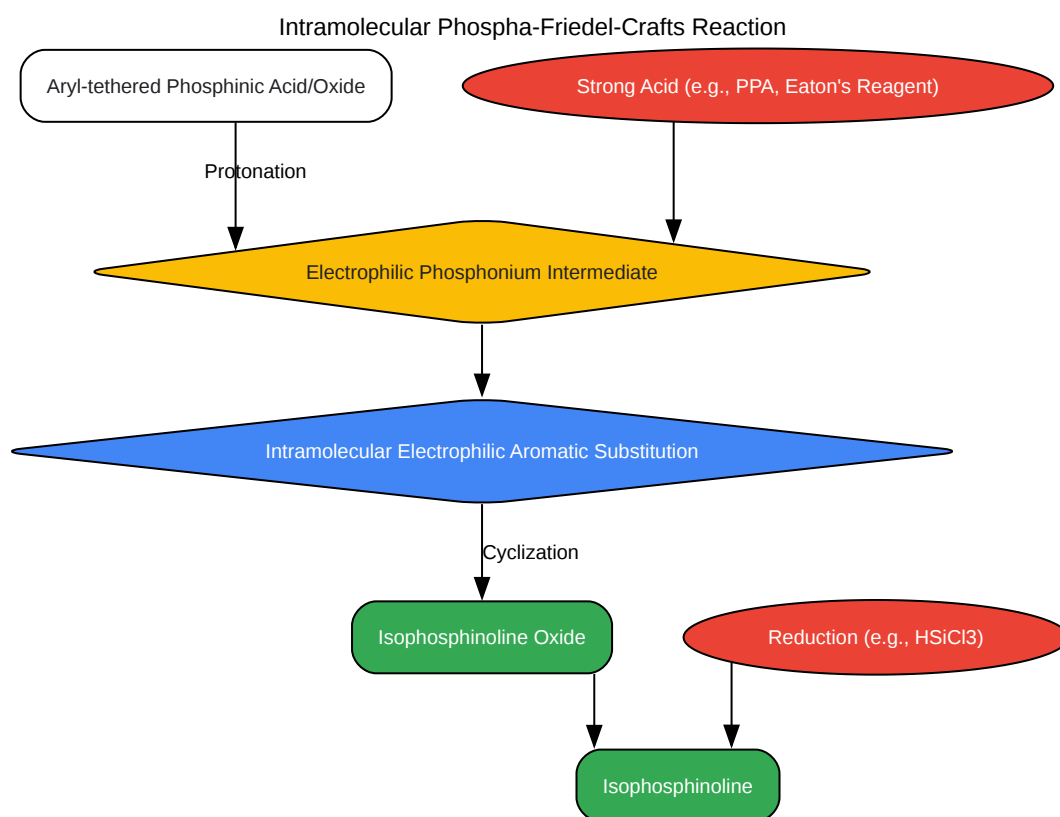 Intramolecular Phospha-Friedel-Crafts Reaction
Aryl-tethered Phosphinic Acid/Oxide
Strong Acid (e.g., PPA, Eaton's Reagent)
Protonation
Electrophilic Phosphonium Intermediate
Intramolecular Electrophilic Aromatic Substitution
Cyclization
Isophosphinoline Oxide
Reduction (e.g., HSiCl3)
Isophosphinoline